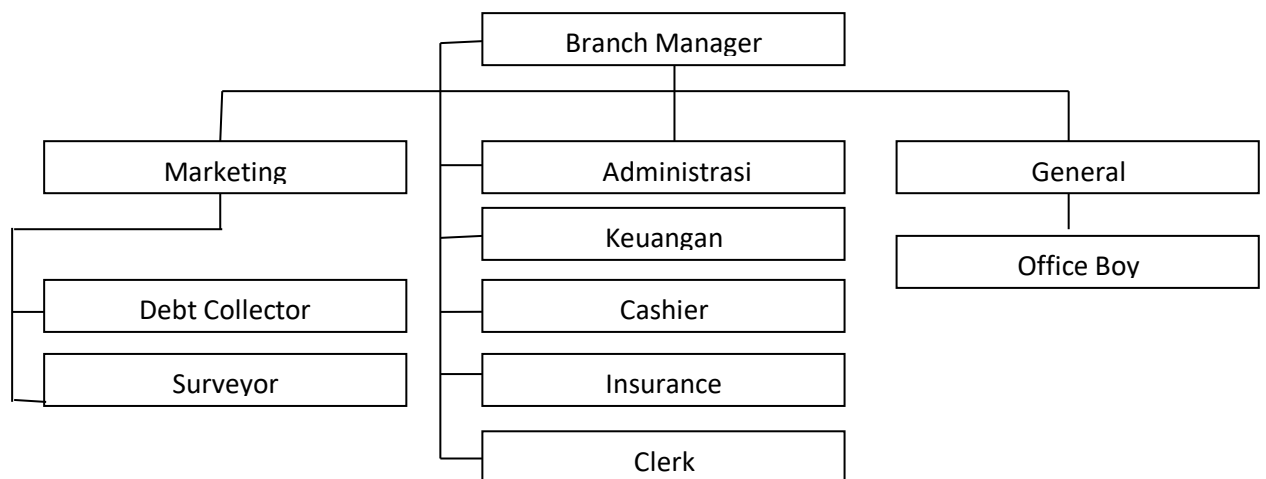 Branch Manager
Marketing
Administrasi
General
Keuangan
Office Boy
Debt Collector
Cashier
Surveyor
Insurance
Clerk